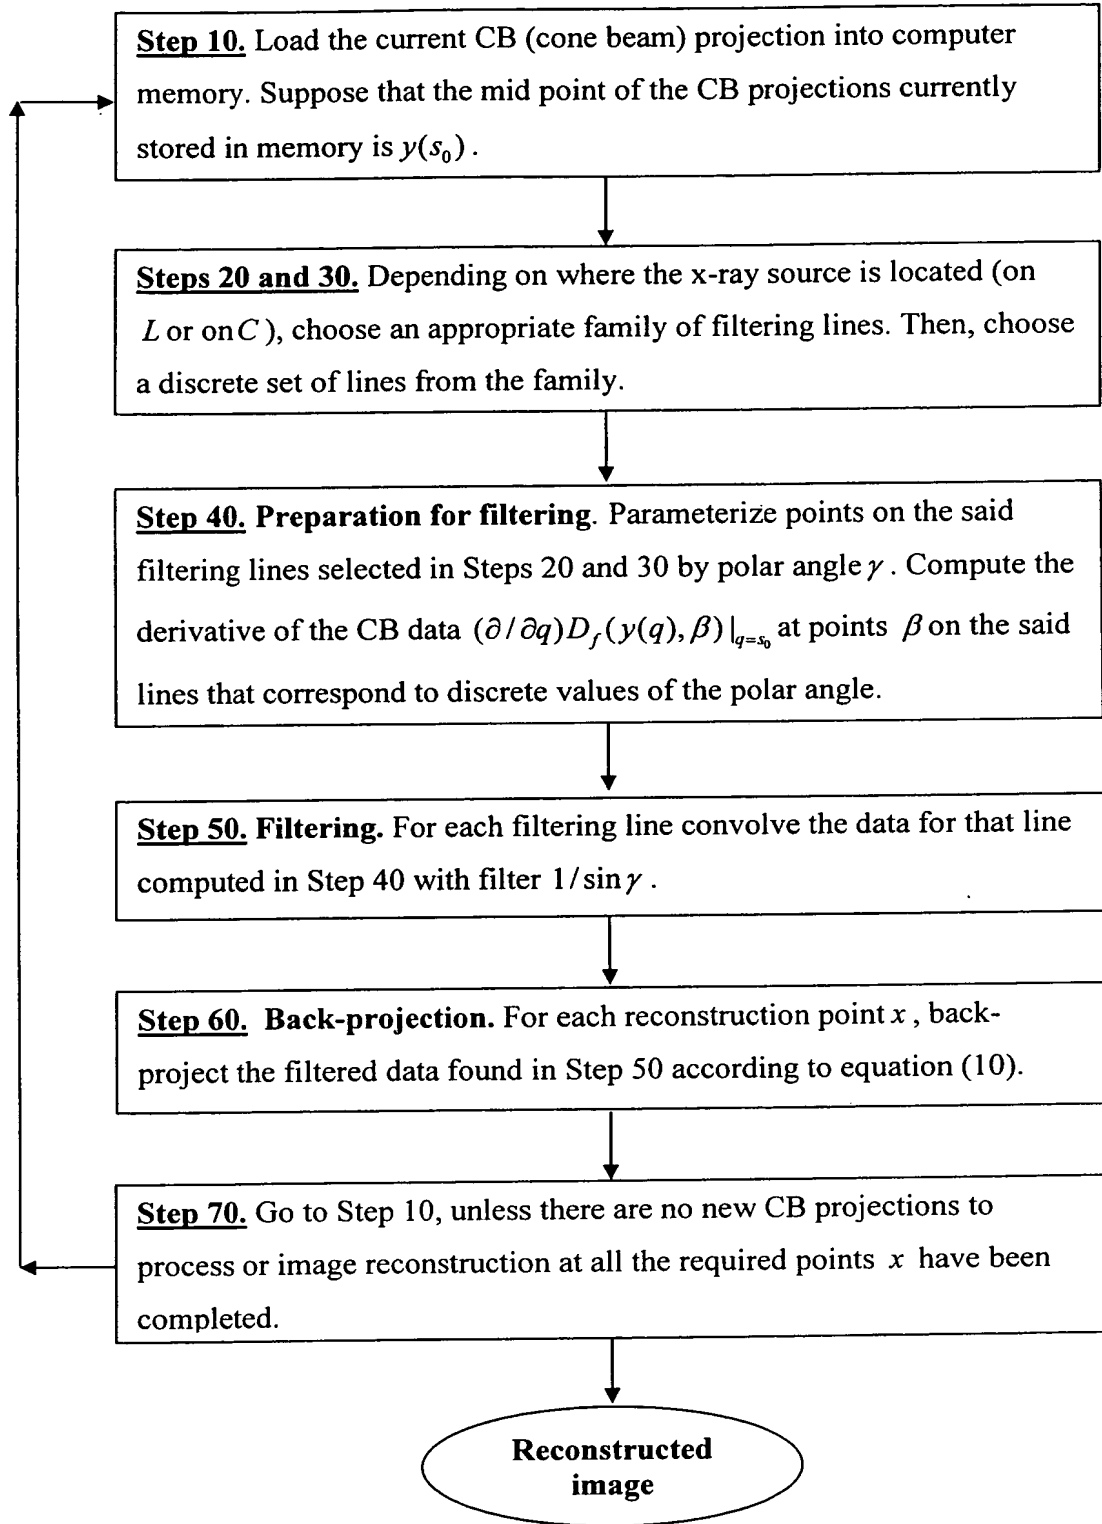 Step 10. Load the current CB (cone beam) projection into computer
memory. Suppose that the mid point of the CB projections currently
stored in memory is y(s₀).
Steps 20 and 30. Depending on where the x-ray source is located (on
L or on C), choose an appropriate family of filtering lines. Then, choose
a discrete set of lines from the family.
Step 40. Preparation for filtering. Parameterize points on the said
filtering lines selected in Steps 20 and 30 by polar angle γ. Compute the
derivative of the CB data (∂/∂q)D_f(y(q), β)|_{q=s₀} at points β on the said
lines that correspond to discrete values of the polar angle.
Step 50. Filtering. For each filtering line convolve the data for that line
computed in Step 40 with filter 1/sin γ.
Step 60. Back-projection. For each reconstruction point x, back-
project the filtered data found in Step 50 according to equation (10).
Step 70. Go to Step 10, unless there are no new CB projections to
process or image reconstruction at all the required points x have been
completed.
Reconstructed
image